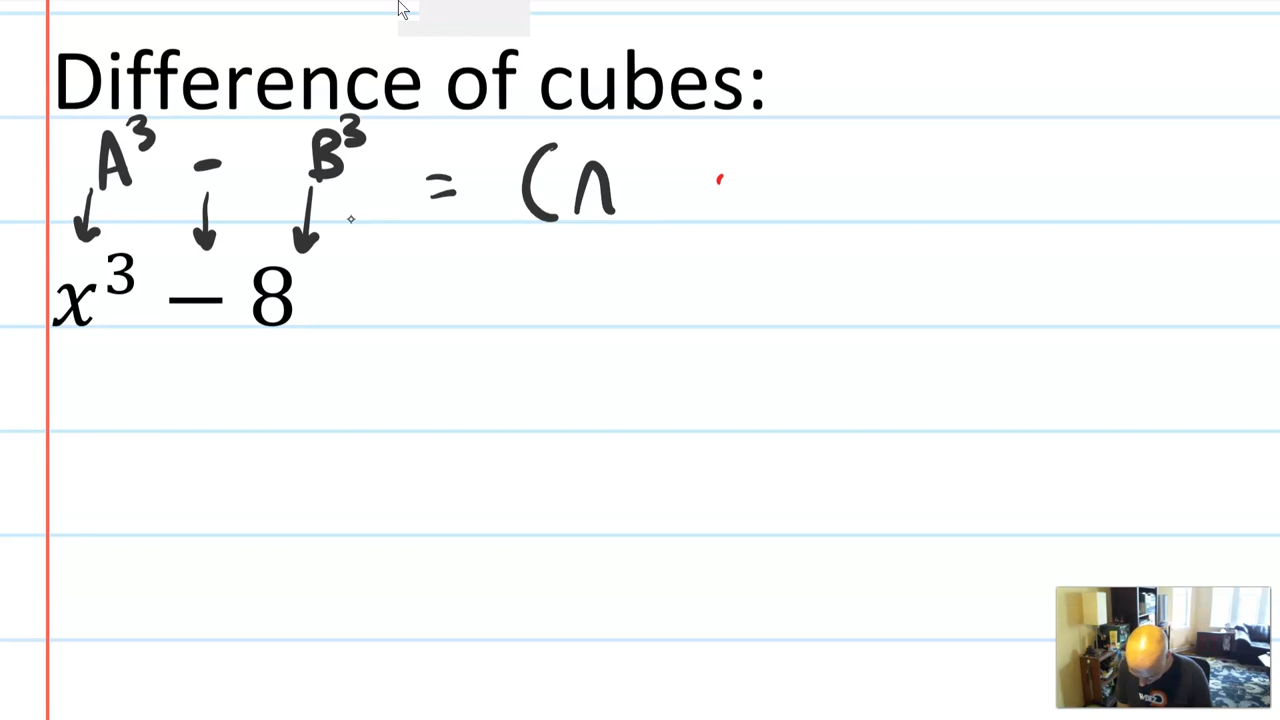 Difference of cubes:
A³ - B³ = (
x³ − 8